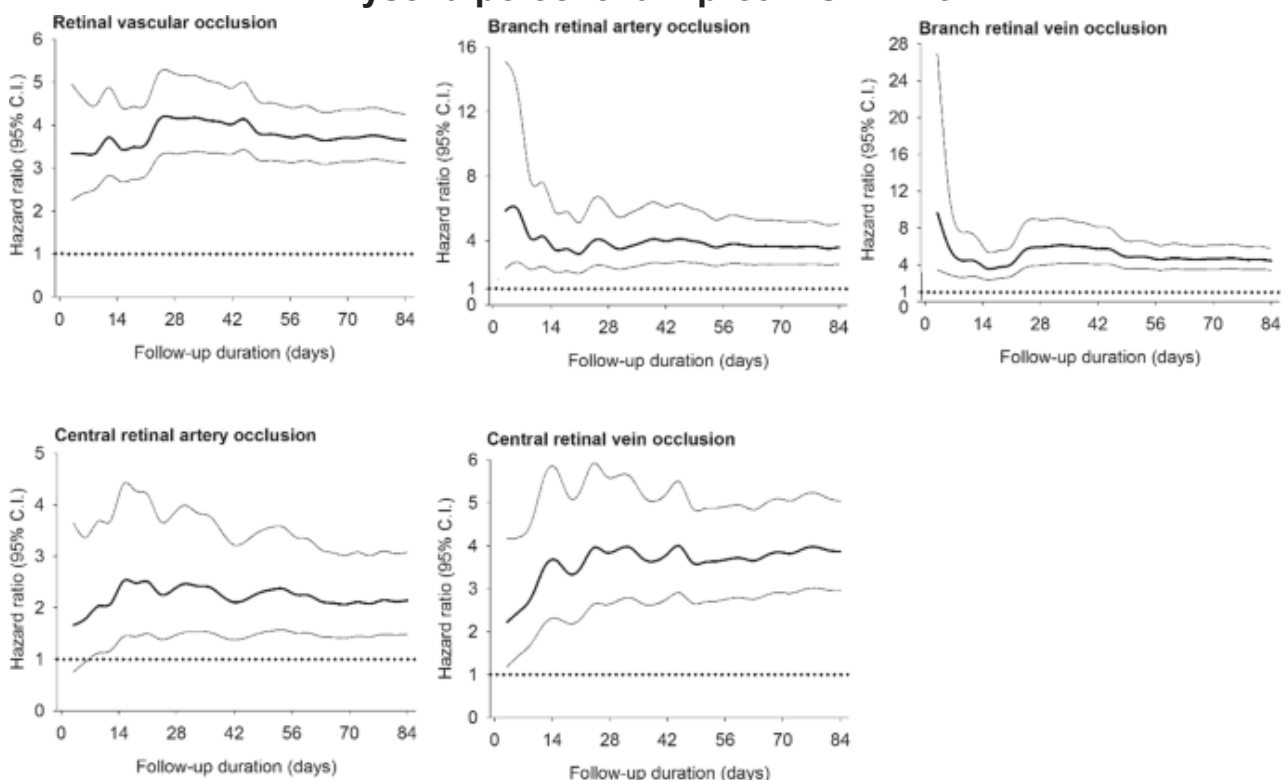 Retinal vascular occlusion
6
5
4
3
2
1
0
Hazard ratio (95% C.I.)
0 14 28 42 56 70 84
Follow-up duration (days)
Branch retinal artery occlusion
16
12
8
4
1
0
Hazard ratio (95% C.I.)
0 14 28 42 56 70 84
Follow-up duration (days)
Branch retinal vein occlusion
28
24
20
16
12
8
4
1
0
Hazard ratio (95% C.I.)
0 14 28 42 56 70 84
Follow-up duration (days)
Central retinal artery occlusion
5
4
3
2
1
0
Hazard ratio (95% C.I.)
0 14 28 42 56 70 84
Follow-up duration (days)
Central retinal vein occlusion
6
5
4
3
2
1
0
Hazard ratio (95% C.I.)
0 14 28 42 56 70 84
Follow-up duration (days)